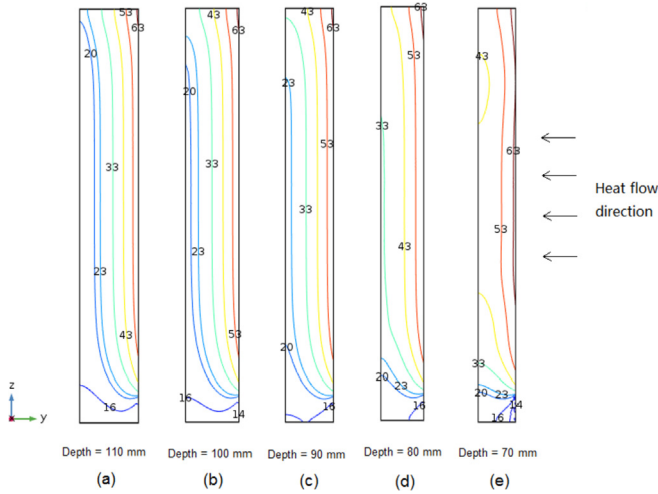 53 43 43 63 43
63 63 63 53
20 43
20 23 33 63
33 33 53 33
53
23 23 43
43 53
20 33
20 23 20 23
16 16 14 16 14 16
Heat flow
direction
z
y
Depth = 110 mm Depth = 100 mm Depth = 90 mm Depth = 80 mm Depth = 70 mm
(a) (b) (c) (d) (e)